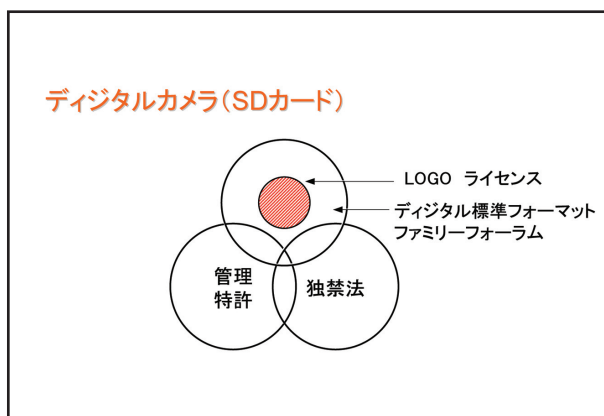 ディジタルカメラ(SDカード)
LOGO ライセンス
ディジタル標準フォーマット
ファミリーフォーラム
管理
特許
独禁法